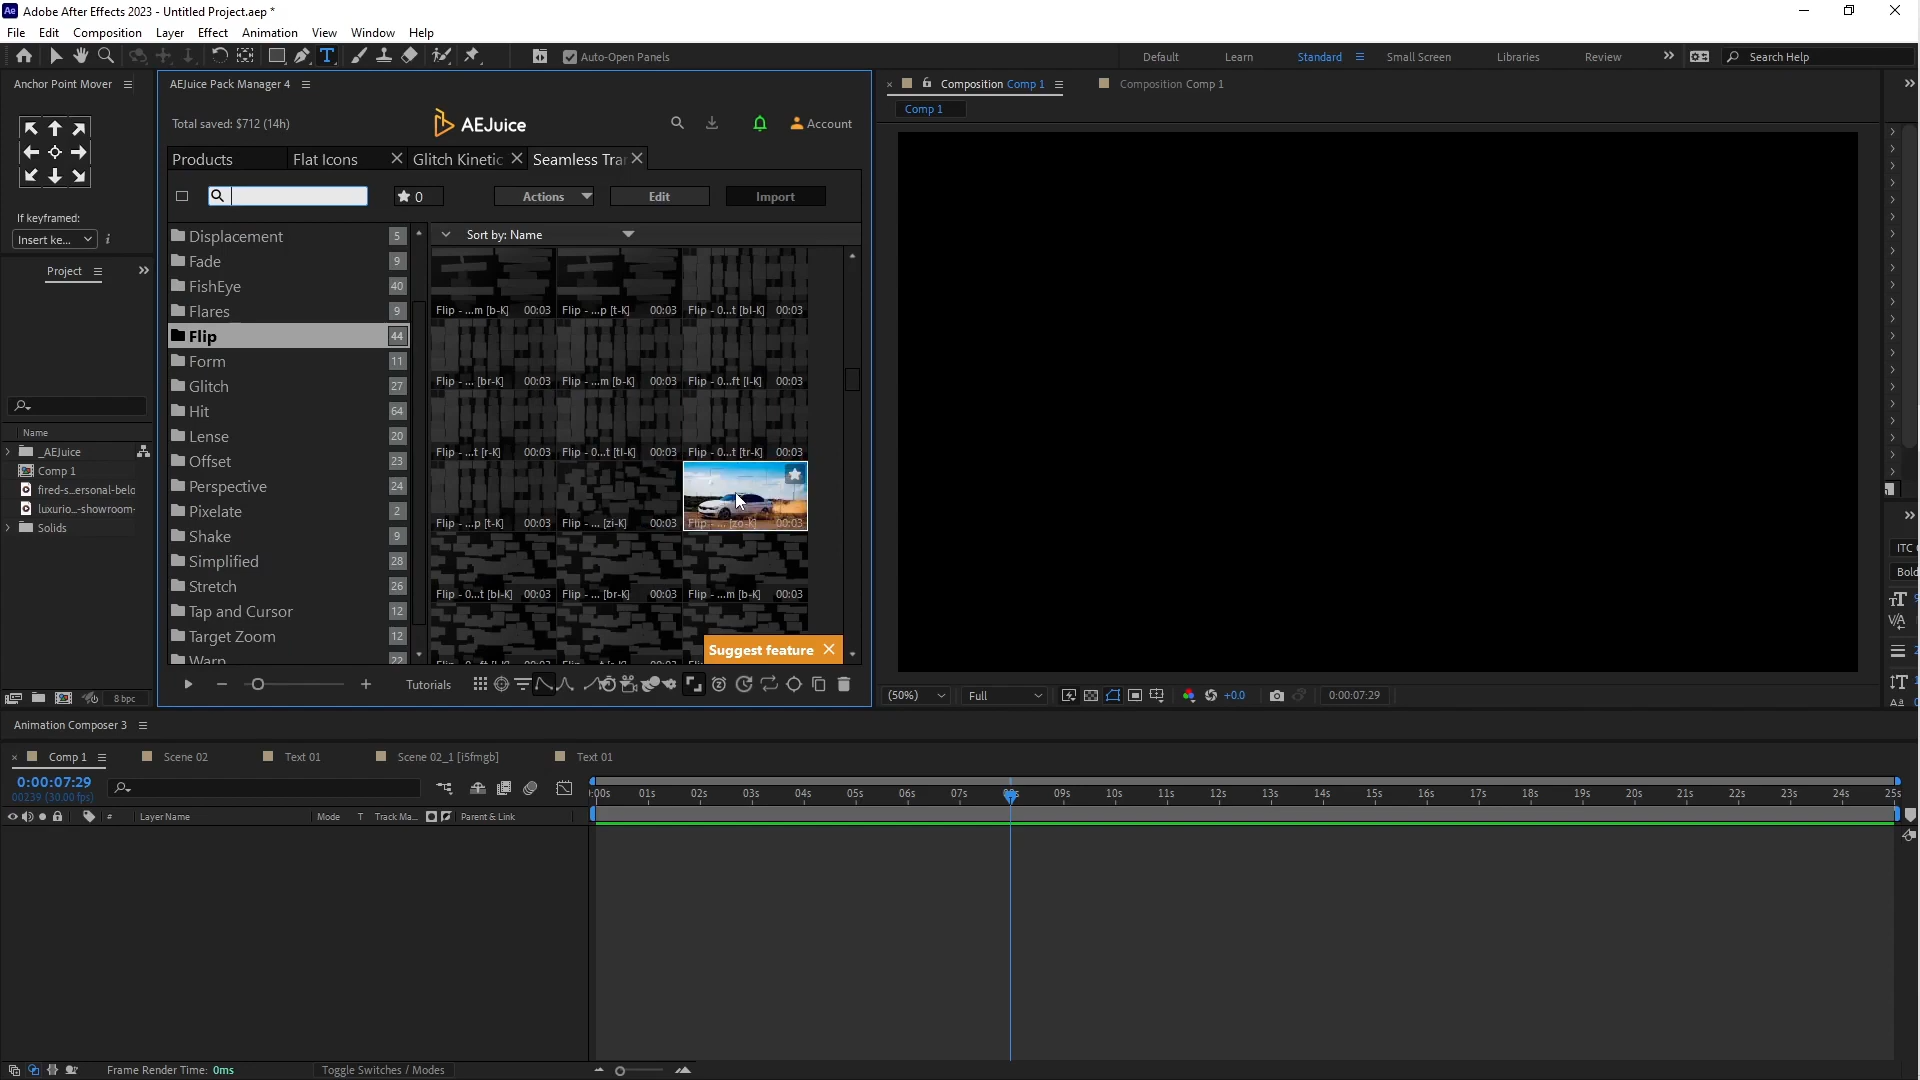 Adobe After Effects 2023 - Untitled Project.aep *
File Edit Composition Layer Effect Animation View Window Help
Auto-Open Panels
Default Learn Standard Small Screen Libraries Review Search Help
Anchor Point Mover
AEJuice Pack Manager 4
Composition Comp 1
Composition Comp 1
Comp 1
Total saved: $712 (14h)
AEJuice
Account
Products Flat Icons Glitch Kinetic Seamless Tra
0
Actions Edit Import
If keyframed:
Insert ke...
Project
Name
_AEJuice
Comp 1
fired-s...ersonal-belo
luxurio...-showroom-
Solids
8 bpc
Displacement 5
Fade 9
FishEye 40
Flares 9
Flip 44
Form 11
Glitch 27
Hit 64
Lense 20
Offset 23
Perspective 24
Pixelate 2
Shake 9
Simplified 28
Stretch 26
Tap and Cursor 12
Target Zoom 12
Warp 22
Sort by: Name
Flip - ...m [b-K] 00:03 Flip - ...p [t-K] 00:03 Flip - 0...t [bl-K] 00:03
Flip - ... [br-K] 00:03 Flip - ...m [b-K] 00:03 Flip - 0...ft [l-K] 00:03
Flip - ...t [r-K] 00:03 Flip - 0...t [tl-K] 00:03 Flip - 0...t [tr-K] 00:03
Flip - ...p [t-K] 00:03 Flip - ... [zi-K] 00:03 Flip - ... [zo-K] 00:03
Flip - 0...t [bl-K] 00:03 Flip - ... [br-K] 00:03 Flip - ...m [b-K] 00:03
Suggest feature
Tutorials
(50%) Full +0.0 0:00:07:29
ITC
Bold
Animation Composer 3
Comp 1 Scene 02 Text 01 Scene 02_1 [i5fmgb] Text 01
0:00:07:29
00239 (30.00 fps)
# Layer Name Mode T Track Ma... Parent & Link
:00s 01s 02s 03s 04s 05s 06s 07s 09s 10s 11s 12s 13s 14s 15s 16s 17s 18s 19s 20s 21s 22s 23s 24s 25s
Frame Render Time: 0ms
Toggle Switches / Modes